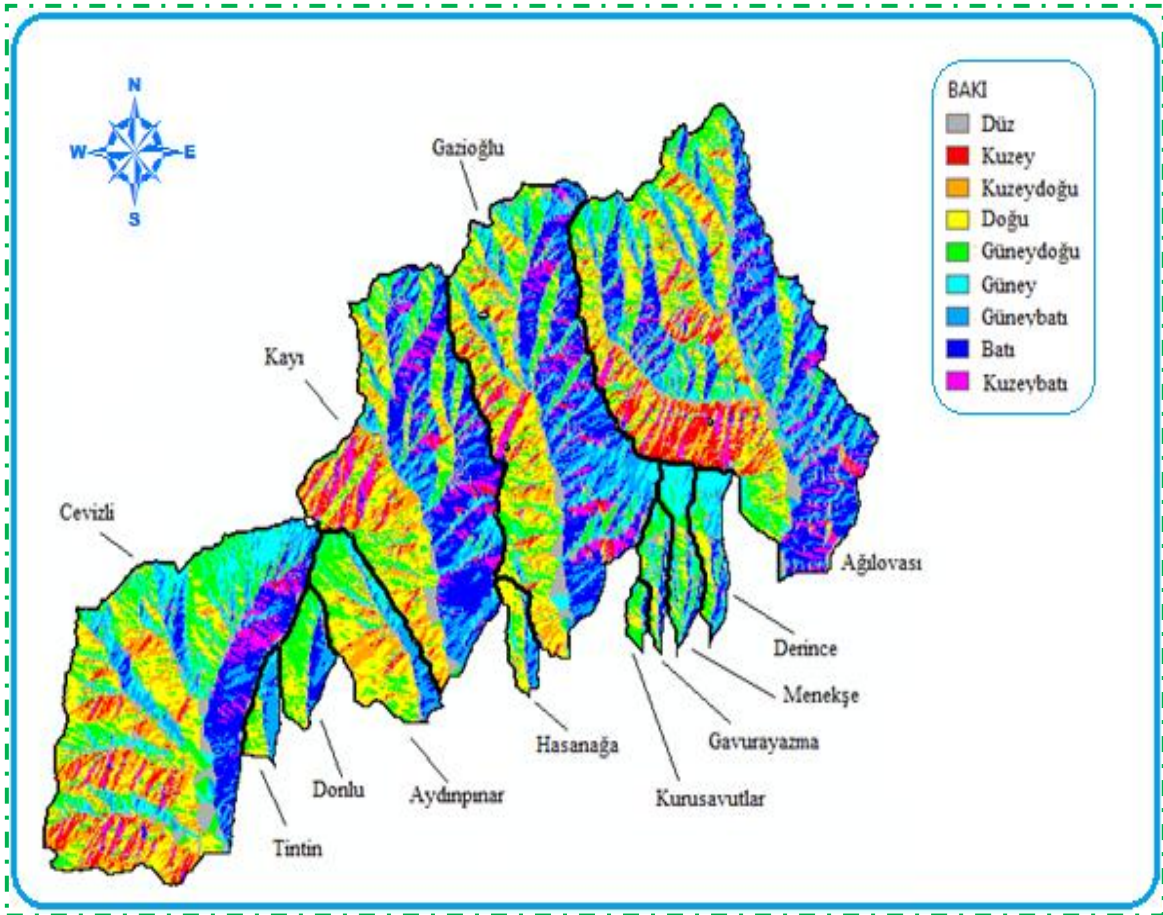 N
W E
S
BAKI
Düz
Kuzey
Kuzeydoğu
Doğu
Güneydoğu
Güney
Güneybatı
Batı
Kuzeybatı
Gazioğlu
Kayı
Cevizli
Ağılovası
Derince
Menekşe
Gavurayazma
Kurusavutlar
Hasanağa
Aydınpınar
Donlu
Tintin